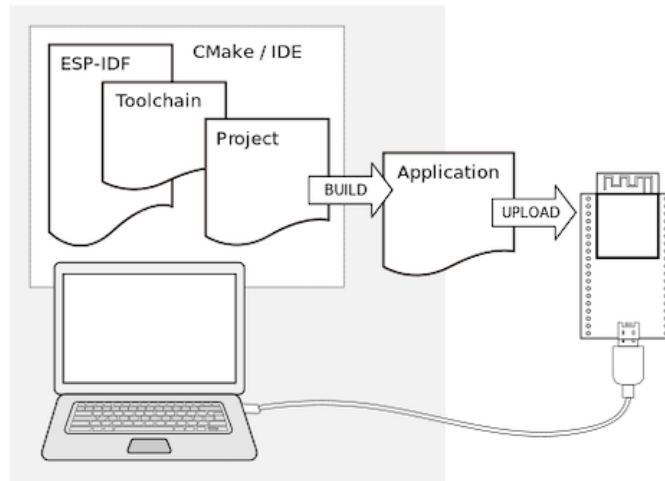 ESP-IDF
CMake / IDE
Toolchain
Project
BUILD
Application
UPLOAD